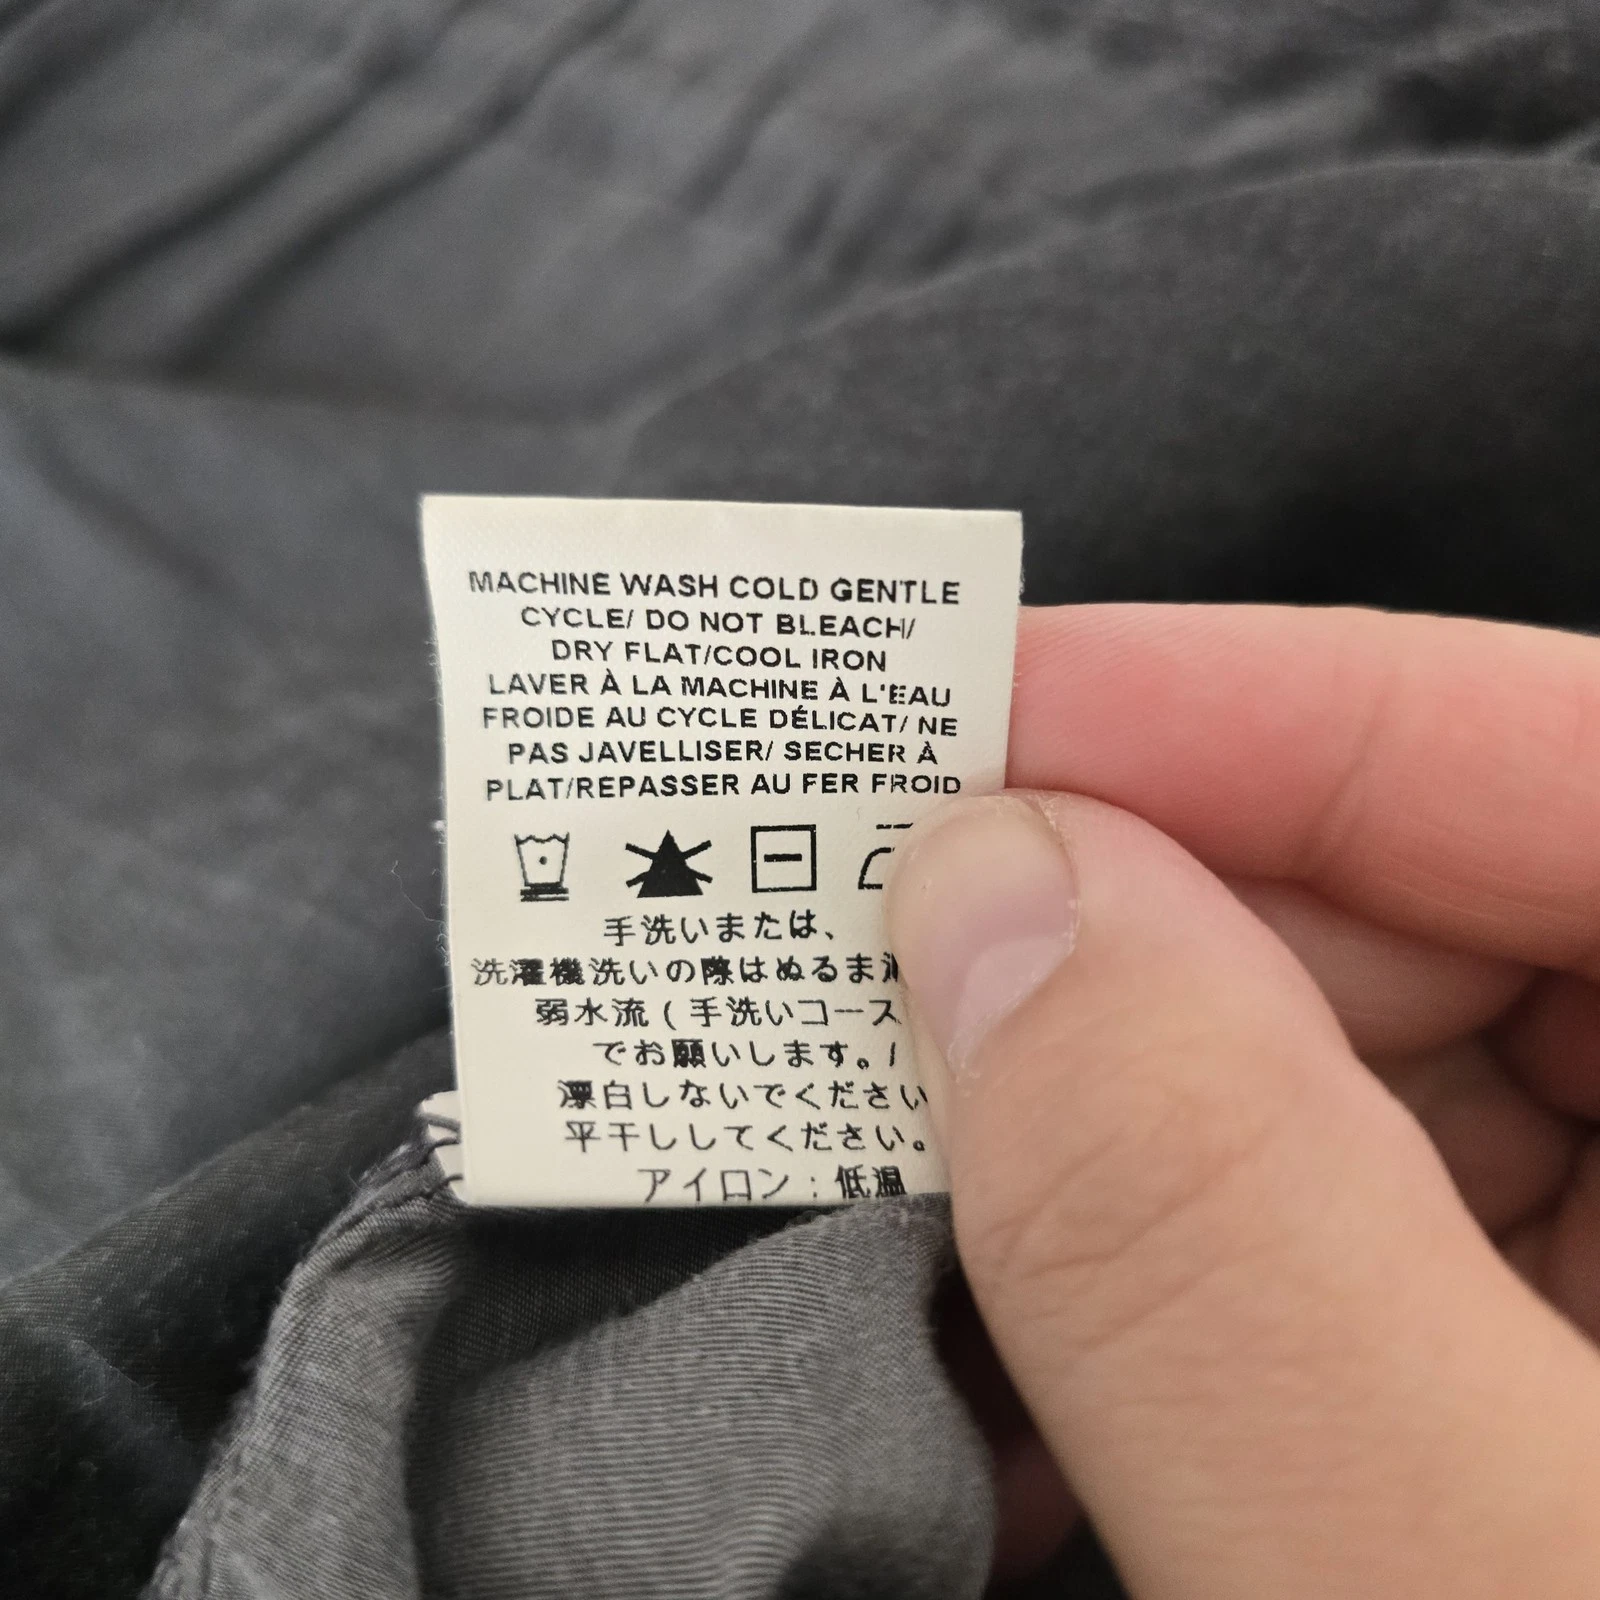 MACHINE WASH COLD GENTLE
CYCLE/ DO NOT BLEACH/
DRY FLAT/COOL IRON
LAVER À LA MACHINE À L'EAU
FROIDE AU CYCLE DÉLICAT/ NE
PAS JAVELLISER/ SECHER À
PLAT/REPASSER AU FER FROID
手洗いまたは、
洗濯機洗いの際はぬるま
弱水流 ( 手洗いコース
でお願いします。/
漂白しないでください
平干ししてください。
アイロン : 低温